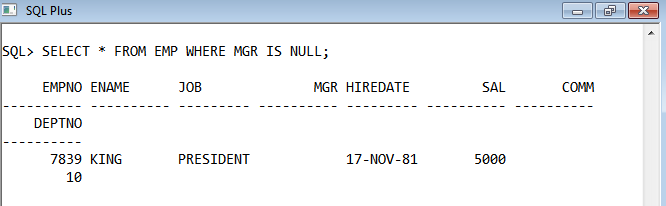 SQL Plus
SQL> SELECT * FROM EMP WHERE MGR IS NULL;
     EMPNO ENAME      JOB              MGR HIREDATE         SAL       COMM
---------- ---------- --------- ---------- --------- ---------- ----------
    DEPTNO
----------
      7839 KING       PRESIDENT            17-NOV-81       5000
        10